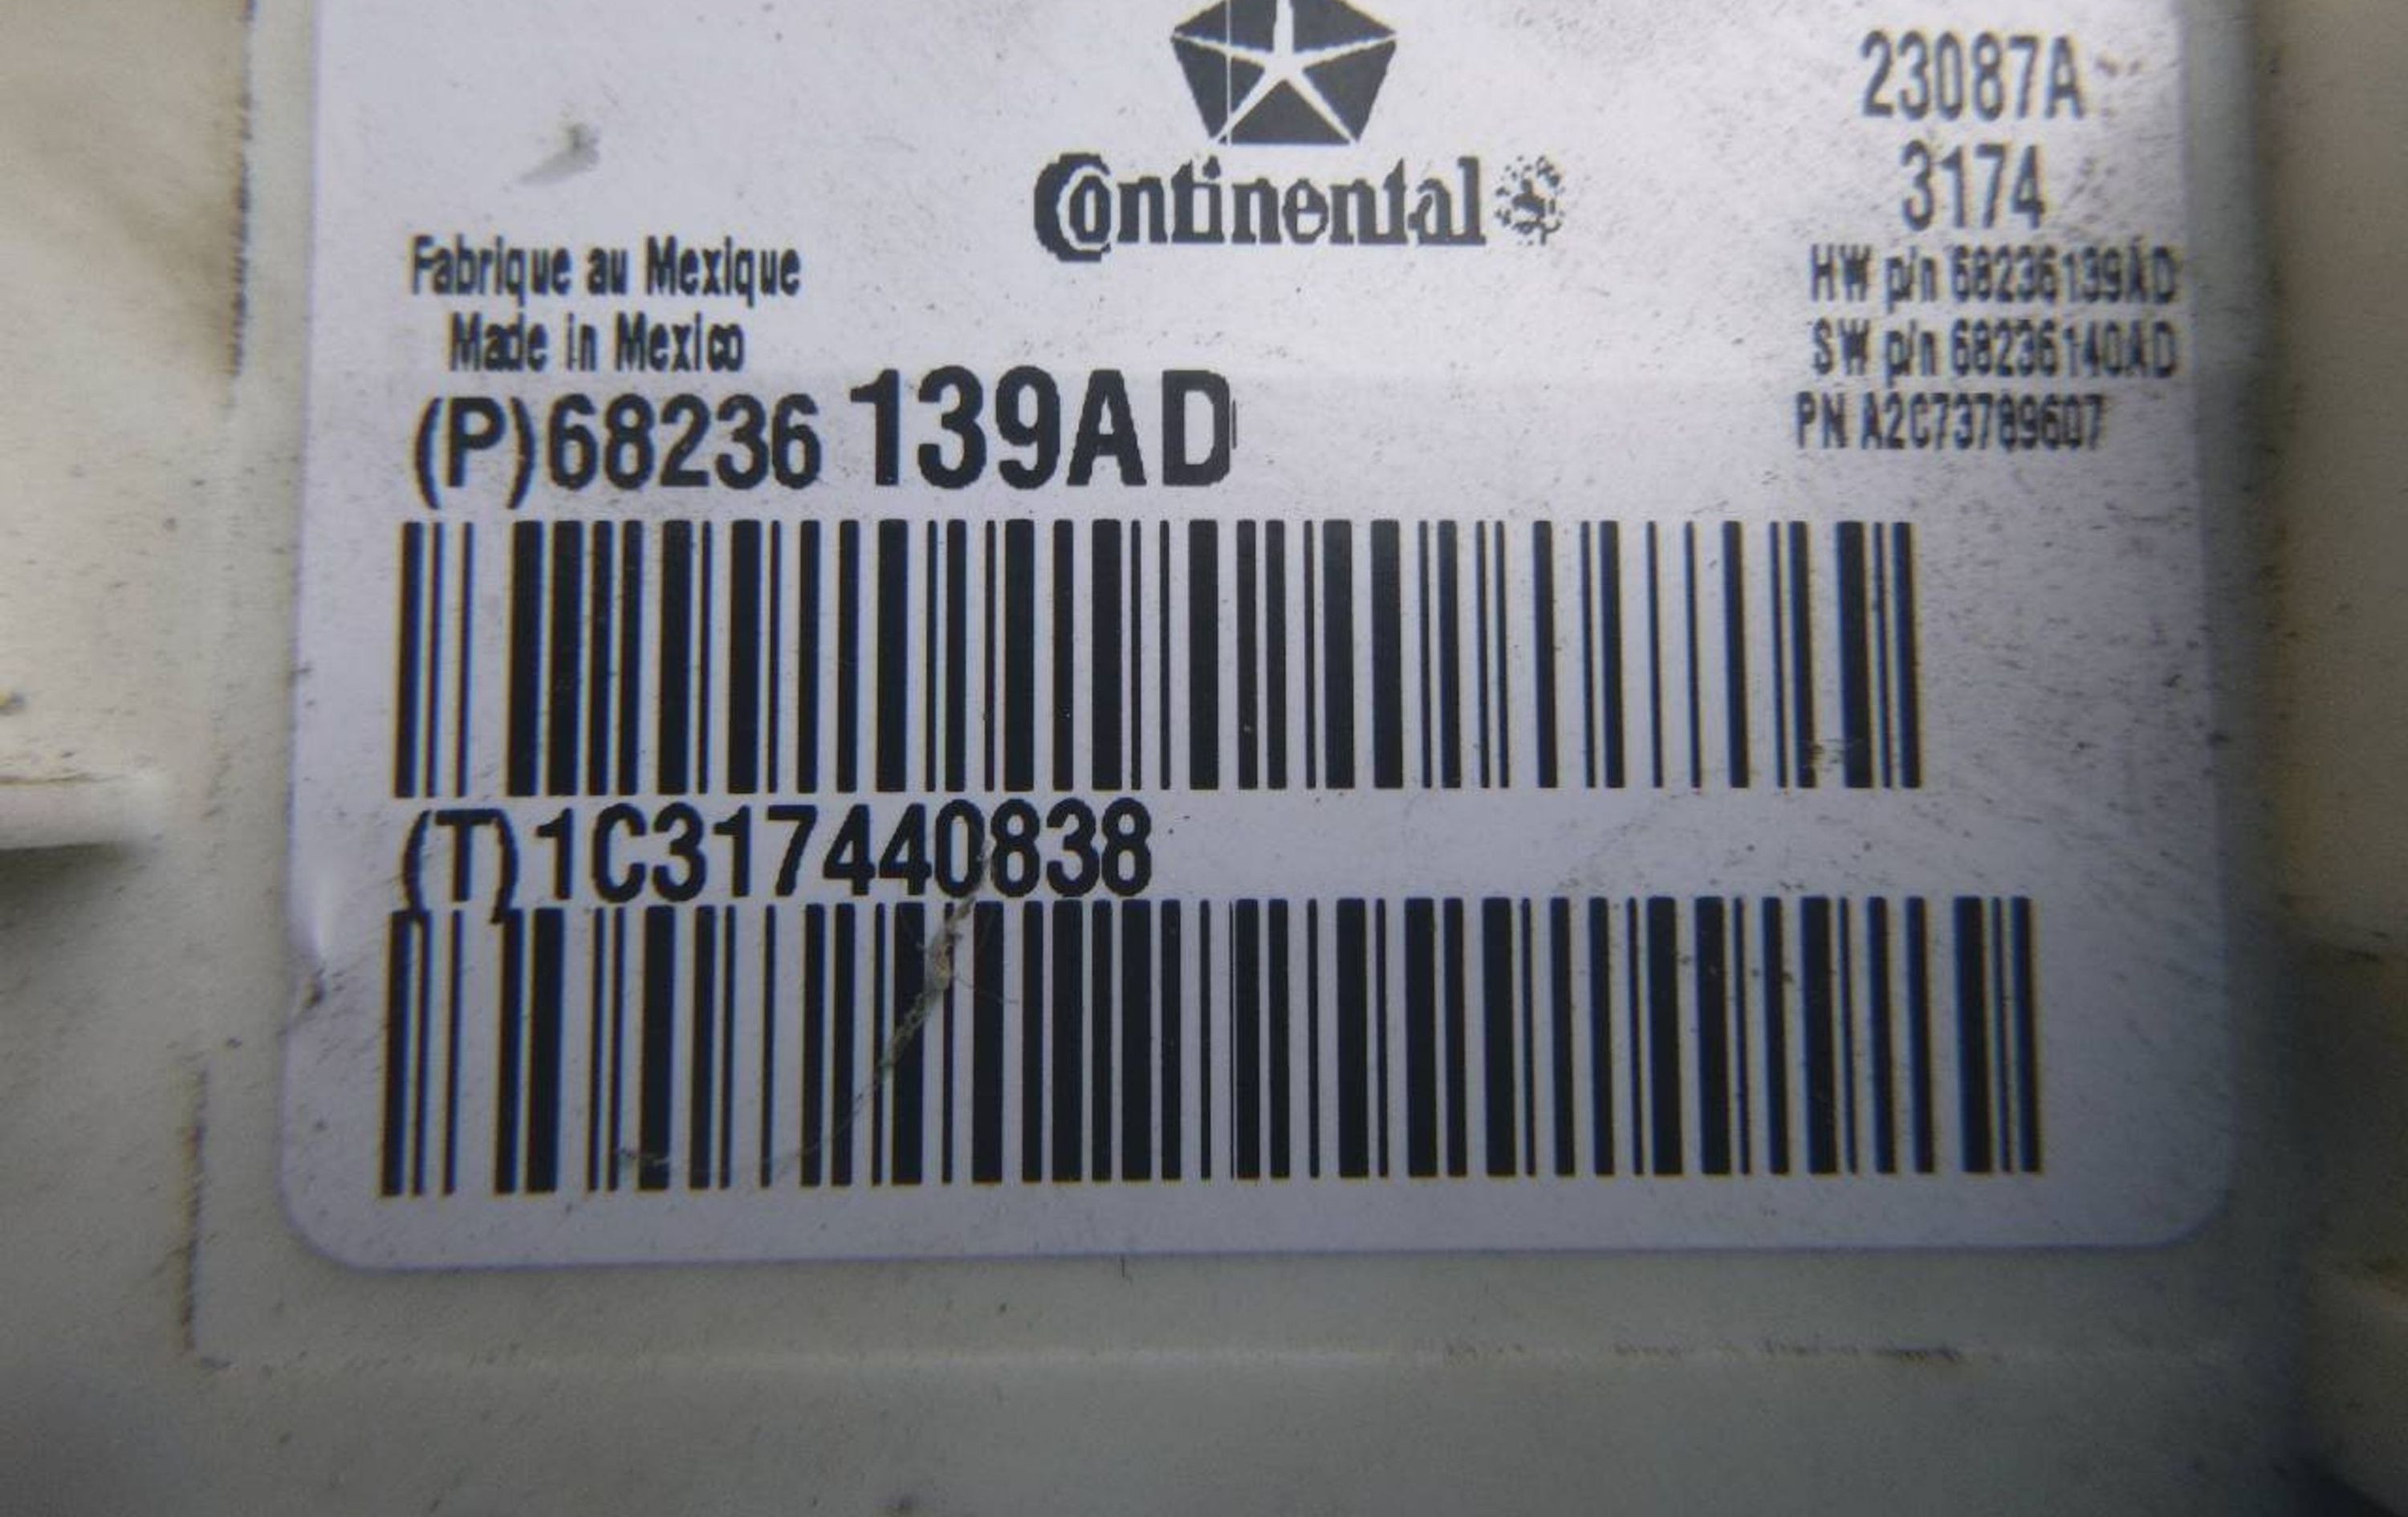 Continental
23087A
3174
Fabrique au Mexique
Made in Mexico
HW p/n 68236139AD
SW p/n 68236140AD
PN A2C73789607
(P)68236 139AD
(T)1C317440838